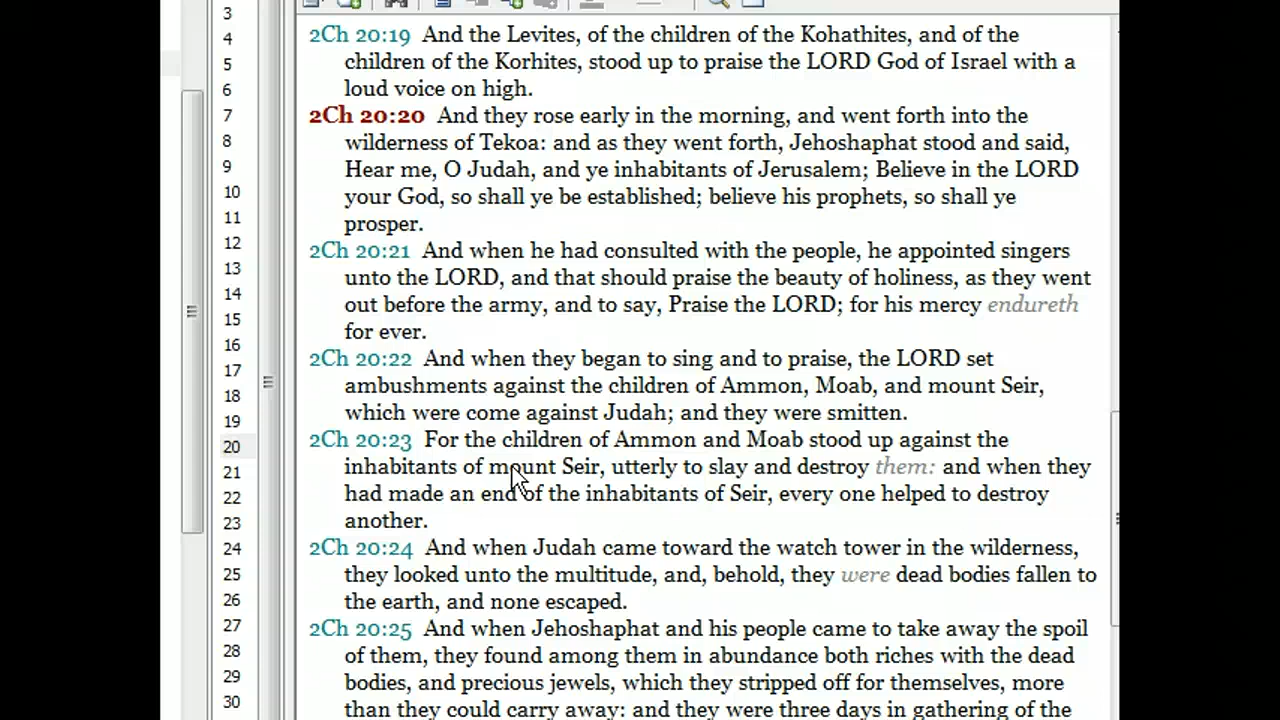 3
4
5
6
7
8
9
10
11
12
13
14
15
16
17
18
19
20
21
22
23
24
25
26
27
28
29
30
2Ch 20:19 And the Levites, of the children of the Kohathites, and of the
children of the Korhites, stood up to praise the LORD God of Israel with a
loud voice on high.
2Ch 20:20 And they rose early in the morning, and went forth into the
wilderness of Tekoa: and as they went forth, Jehoshaphat stood and said,
Hear me, O Judah, and ye inhabitants of Jerusalem; Believe in the LORD
your God, so shall ye be established; believe his prophets, so shall ye
prosper.
2Ch 20:21 And when he had consulted with the people, he appointed singers
unto the LORD, and that should praise the beauty of holiness, as they went
out before the army, and to say, Praise the LORD; for his mercy endureth
for ever.
2Ch 20:22 And when they began to sing and to praise, the LORD set
ambushments against the children of Ammon, Moab, and mount Seir,
which were come against Judah; and they were smitten.
2Ch 20:23 For the children of Ammon and Moab stood up against the
inhabitants of mount Seir, utterly to slay and destroy them: and when they
had made an end of the inhabitants of Seir, every one helped to destroy
another.
2Ch 20:24 And when Judah came toward the watch tower in the wilderness,
they looked unto the multitude, and, behold, they were dead bodies fallen to
the earth, and none escaped.
2Ch 20:25 And when Jehoshaphat and his people came to take away the spoil
of them, they found among them in abundance both riches with the dead
bodies, and precious jewels, which they stripped off for themselves, more
than they could carry away: and they were three days in gathering of the